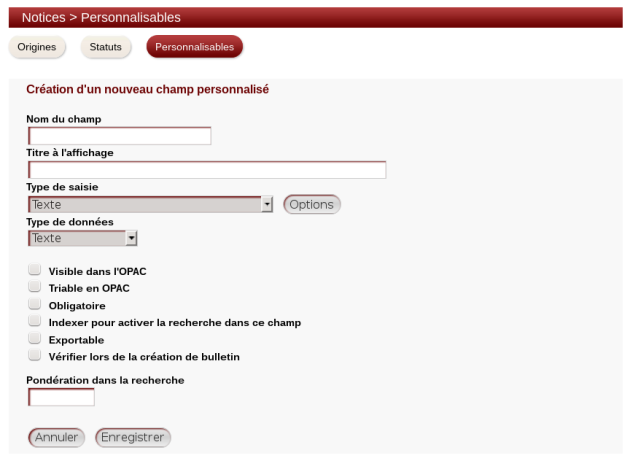 Notices > Personnalisables
Origines Statuts Personnalisables
Création d'un nouveau champ personnalisé
Nom du champ
Titre à l'affichage
Type de saisie
Texte Options
Type de données
Texte
Visible dans l'OPAC
Triable en OPAC
Obligatoire
Indexer pour activer la recherche dans ce champ
Exportable
Vérifier lors de la création de bulletin
Pondération dans la recherche
Annuler Enregistrer